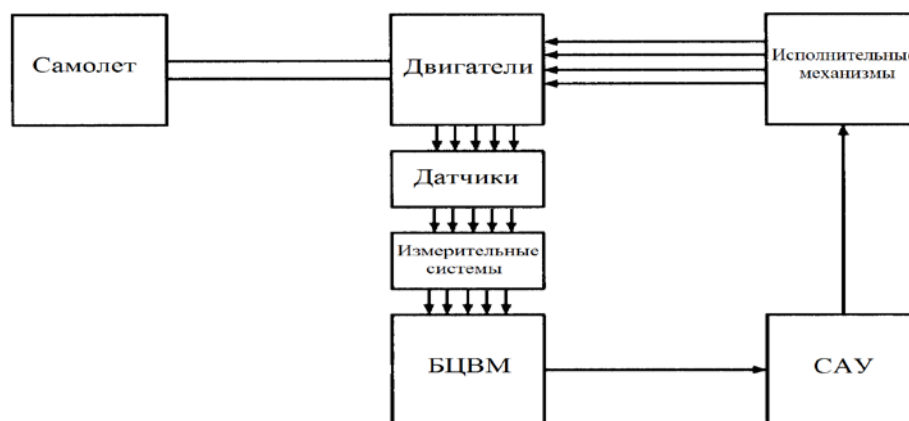 Самолет
Двигатели
Исполнительные
механизмы
Датчики
Измерительные
системы
БЦВМ
САУ